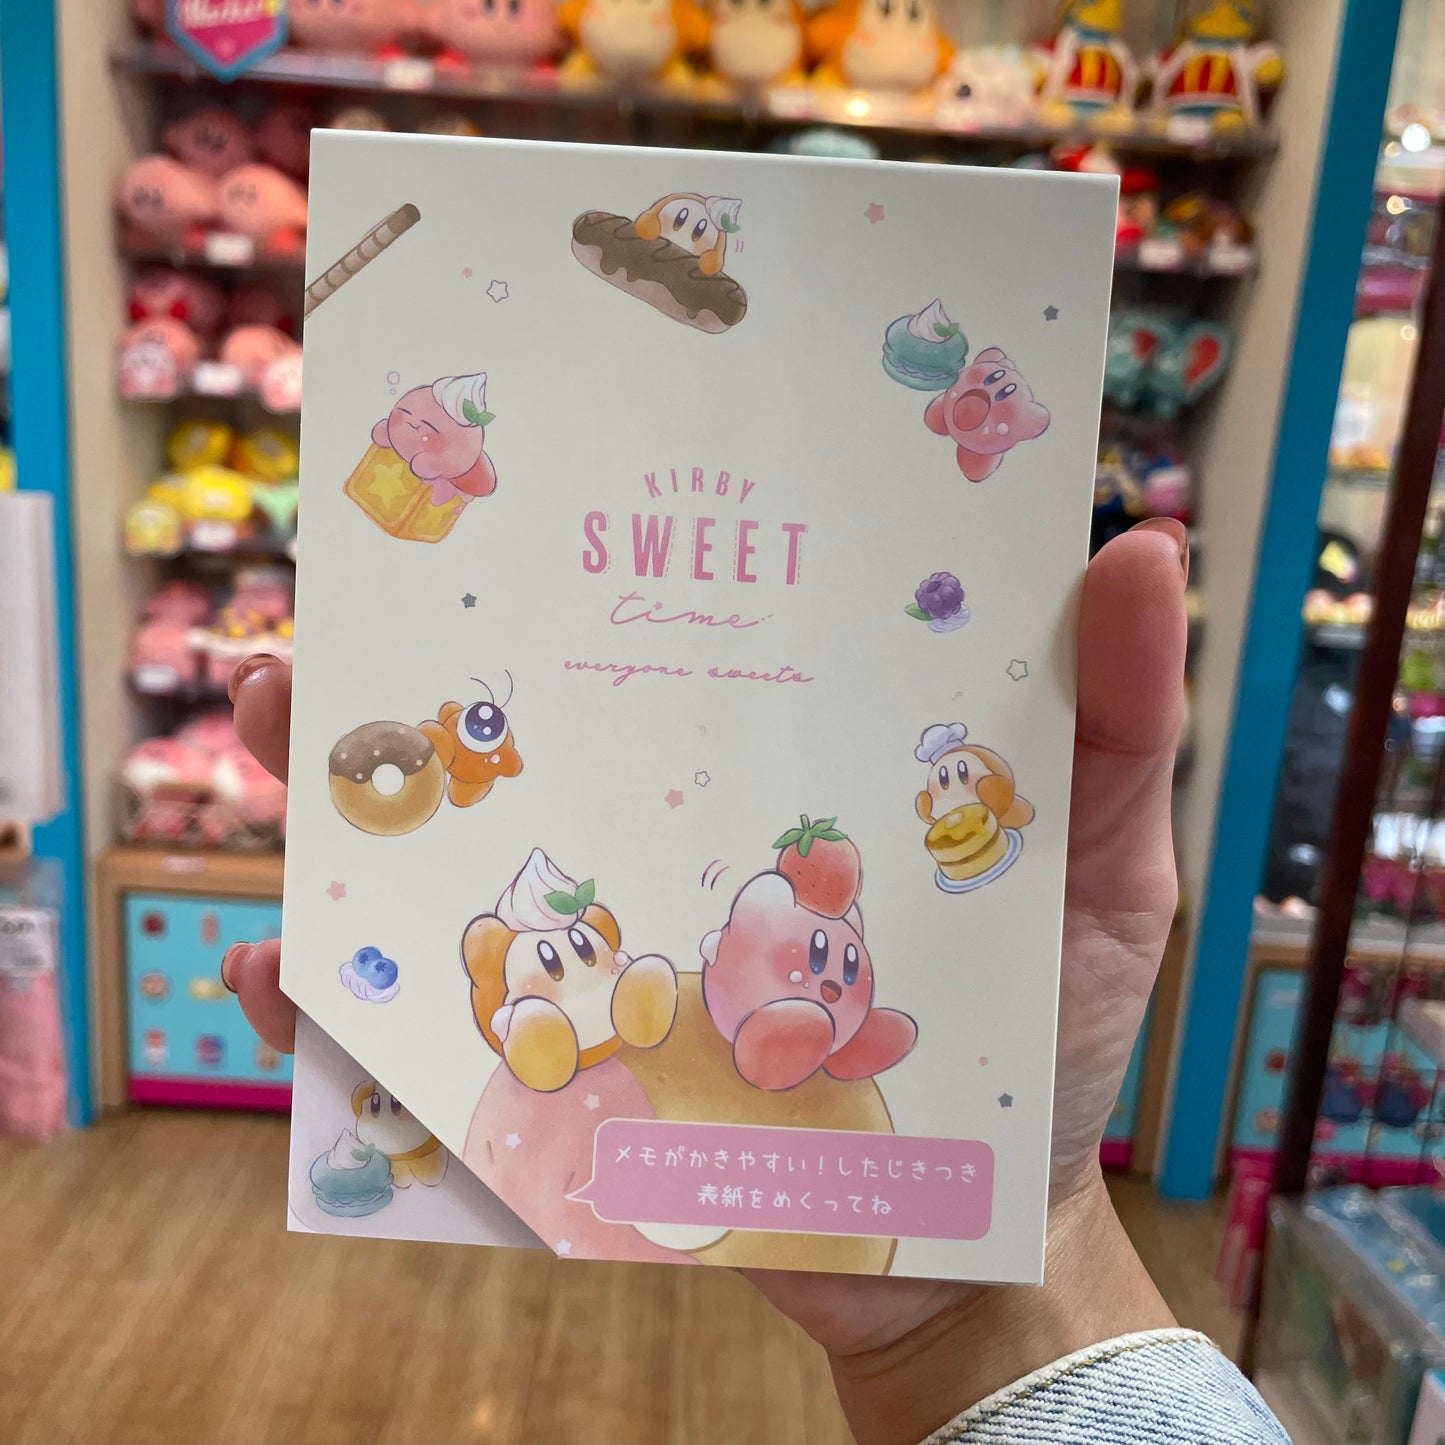 KIRBY
SWEET
time
everyone sweets
メモがかきやすい！したじきつき
表紙をめくってね